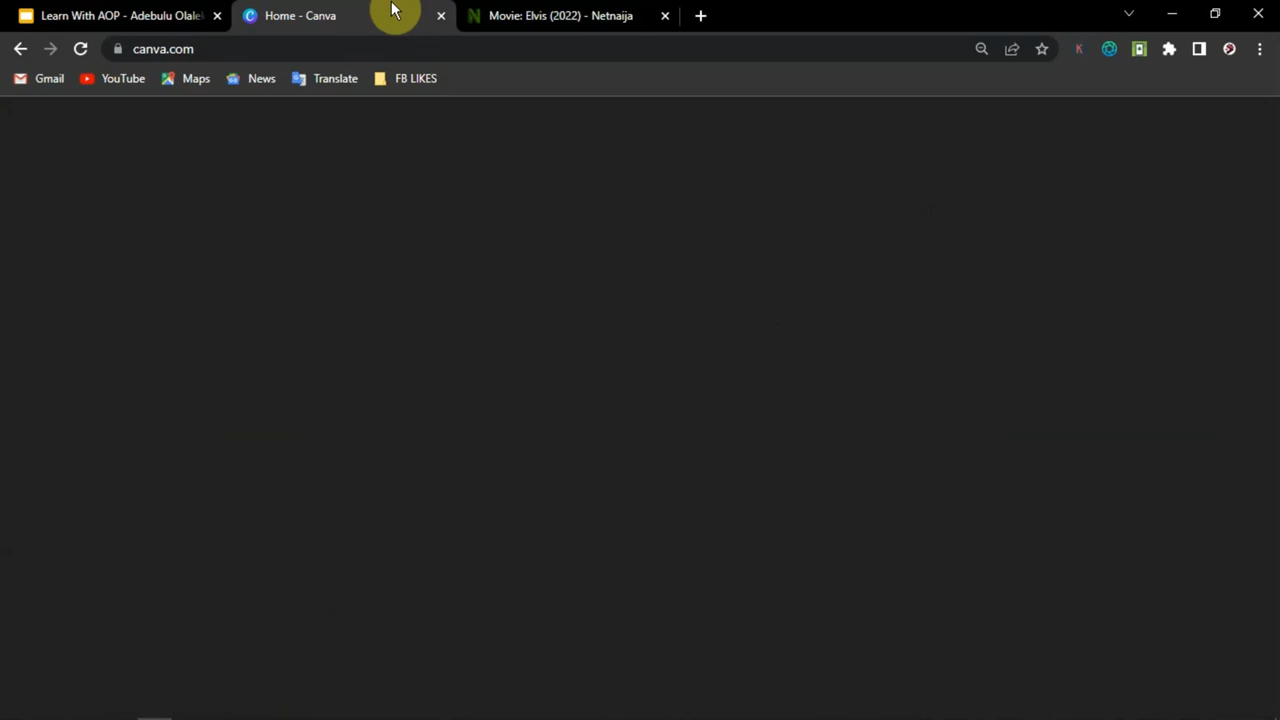 Learn With AOP - Adebulu Olalek
Home - Canva
Movie: Elvis (2022) - Netnaija
canva.com
K
Gmail
YouTube
Maps
News
Translate
FB LIKES